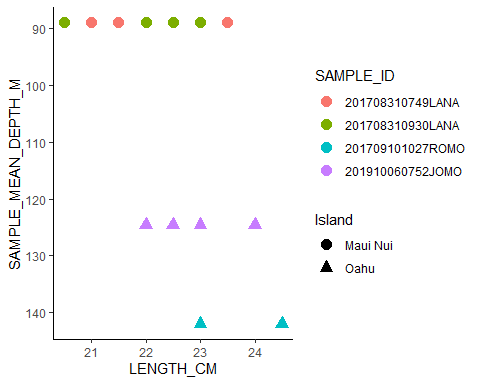 SAMPLE_MEAN_DEPTH_M
90
100
110
120
130
140
21
22
23
24
LENGTH_CM
SAMPLE_ID
201708310749LANA
201708310930LANA
201709101027ROMO
201910060752JOMO
Island
Maui Nui
Oahu